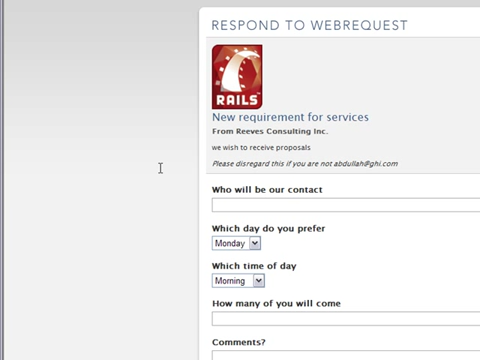 RESPOND TO WEBREQUEST
RAILS
New requirement for services
From Reeves Consulting Inc.
we wish to receive proposals
Please disregard this if you are not abdullah@ghi.com
Who will be our contact
Which day do you prefer
Monday
Which time of day
Morning
How many of you will come
Comments?